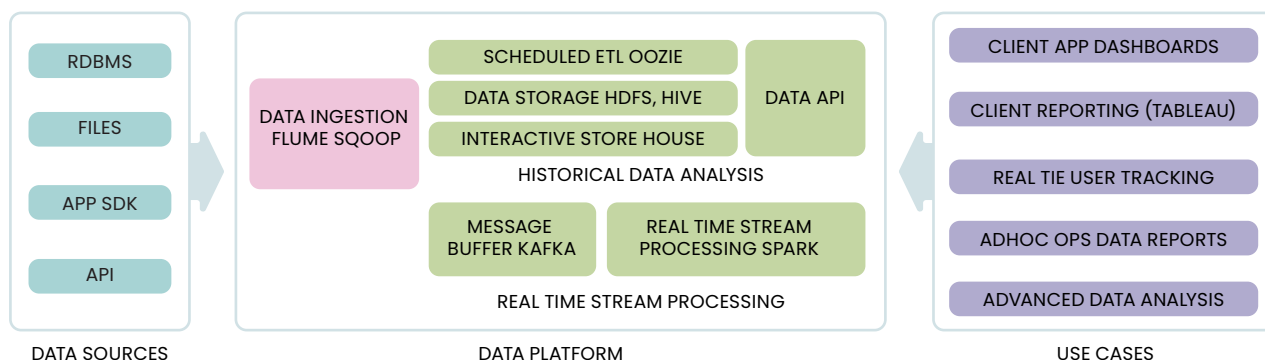 RDBMS
FILES
APP SDK
API
DATA SOURCES
DATA INGESTION
FLUME SQOOP
SCHEDULED ETL OOZIE
DATA STORAGE HDFS, HIVE
INTERACTIVE STORE HOUSE
DATA API
HISTORICAL DATA ANALYSIS
MESSAGE
BUFFER KAFKA
REAL TIME STREAM
PROCESSING SPARK
REAL TIME STREAM PROCESSING
DATA PLATFORM
CLIENT APP DASHBOARDS
CLIENT REPORTING (TABLEAU)
REAL TIE USER TRACKING
ADHOC OPS DATA REPORTS
ADVANCED DATA ANALYSIS
USE CASES